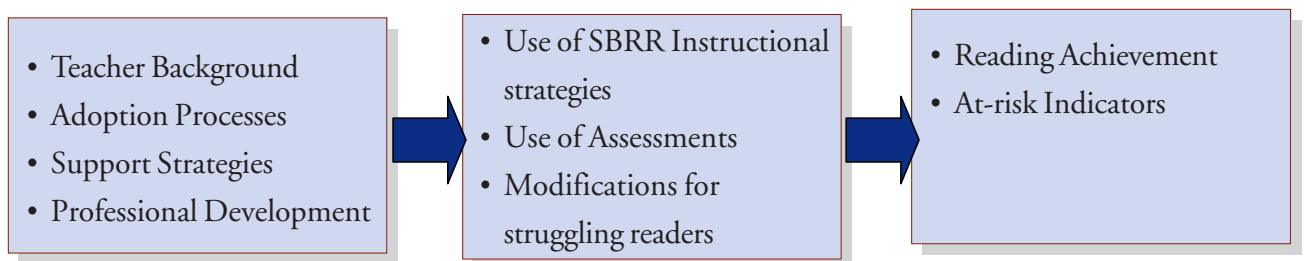 • Teacher Background
• Adoption Processes
• Support Strategies
• Professional Development
• Use of SBRR Instructional
strategies
• Use of Assessments
• Modifications for
struggling readers
• Reading Achievement
• At-risk Indicators